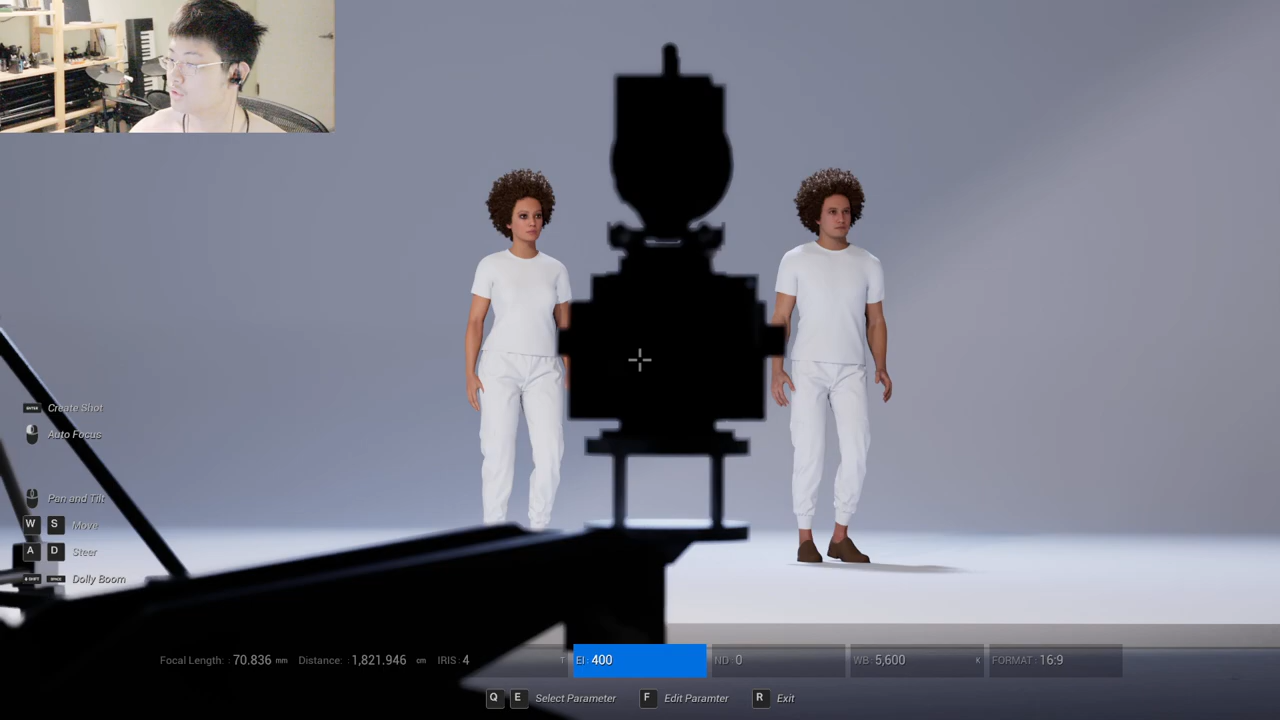 ENTER Create Shot
Auto Focus
Pan and Tilt
W S Move
A D Steer
Dolly Boom
Focal Length: : 70.836 mm Distance: : 1,821.946 cm IRIS : 4 T EI : 400 ND : 0 WB : 5,600 K FORMAT : 16:9
Q E Select Parameter F Edit Paramter R Exit